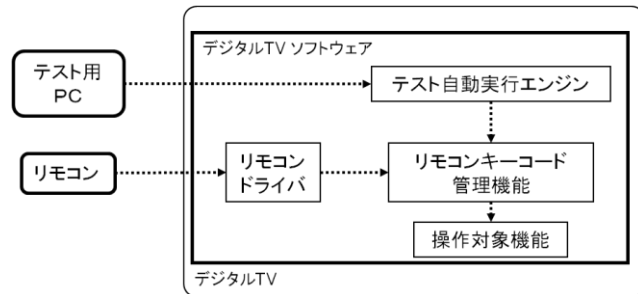 デジタルTV ソフトウェア
テスト用
PC
テスト自動実行エンジン
リモコン
リモコン
ドライバ
リモコンキーコード
管理機能
操作対象機能
デジタルTV